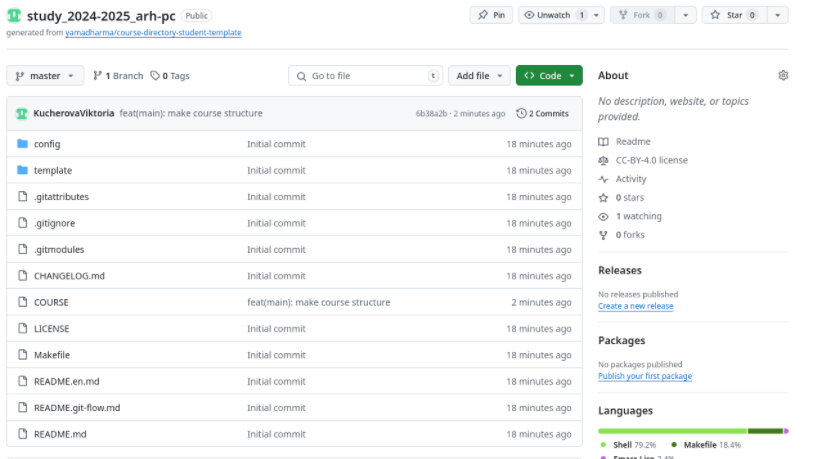 study_2024-2025_arh-pc Public
Pin
Unwatch 1
Fork 0
Star 0
generated from yamadharma/course-directory-student-template
master
1 Branch
0 Tags
Go to file
t
Add file
Code
KucherovaViktoria feat(main): make course structure
6b38a2b · 2 minutes ago
2 Commits
config Initial commit 18 minutes ago
template Initial commit 18 minutes ago
.gitattributes Initial commit 18 minutes ago
.gitignore Initial commit 18 minutes ago
.gitmodules Initial commit 18 minutes ago
CHANGELOG.md Initial commit 18 minutes ago
COURSE feat(main): make course structure 2 minutes ago
LICENSE Initial commit 18 minutes ago
Makefile Initial commit 18 minutes ago
README.en.md Initial commit 18 minutes ago
README.git-flow.md Initial commit 18 minutes ago
README.md Initial commit 18 minutes ago
About
No description, website, or topics
provided.
Readme
CC-BY-4.0 license
Activity
0 stars
1 watching
0 forks
Releases
No releases published
Create a new release
Packages
No packages published
Publish your first package
Languages
Shell 79.2% Makefile 18.4%
Emacs Lisp 2.4%